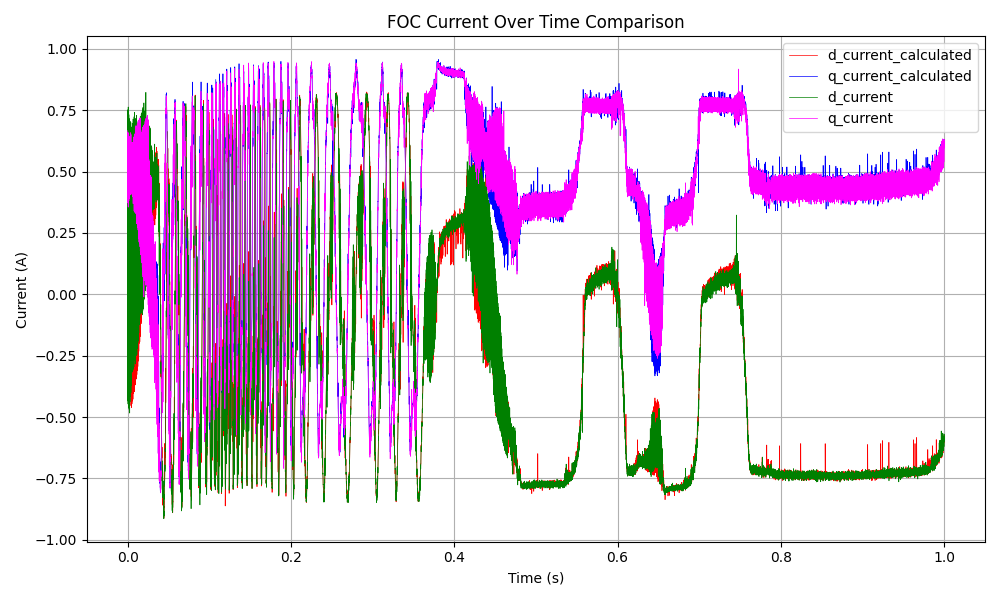 FOC Current Over Time Comparison
d_current_calculated
q_current_calculated
d_current
q_current
Current (A)
1.00
0.75
0.50
0.25
0.00
−0.25
−0.50
−0.75
−1.00
0.0
0.2
0.4
0.6
0.8
1.0
Time (s)